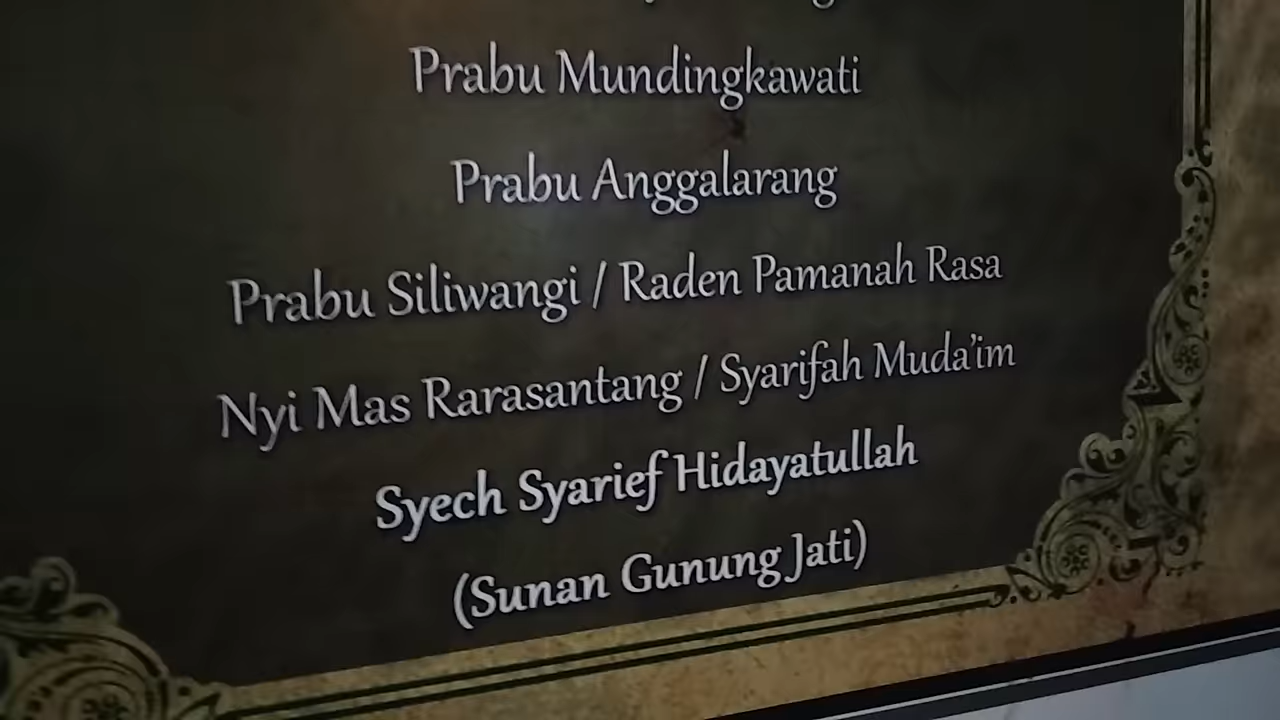 Prabu Mundingkawati
Prabu Anggalarang
Prabu Siliwangi / Raden Pamanah Rasa
Nyi Mas Rarasantang / Syarifah Muda'im
Syech Syarief Hidayatullah
(Sunan Gunung Jati)